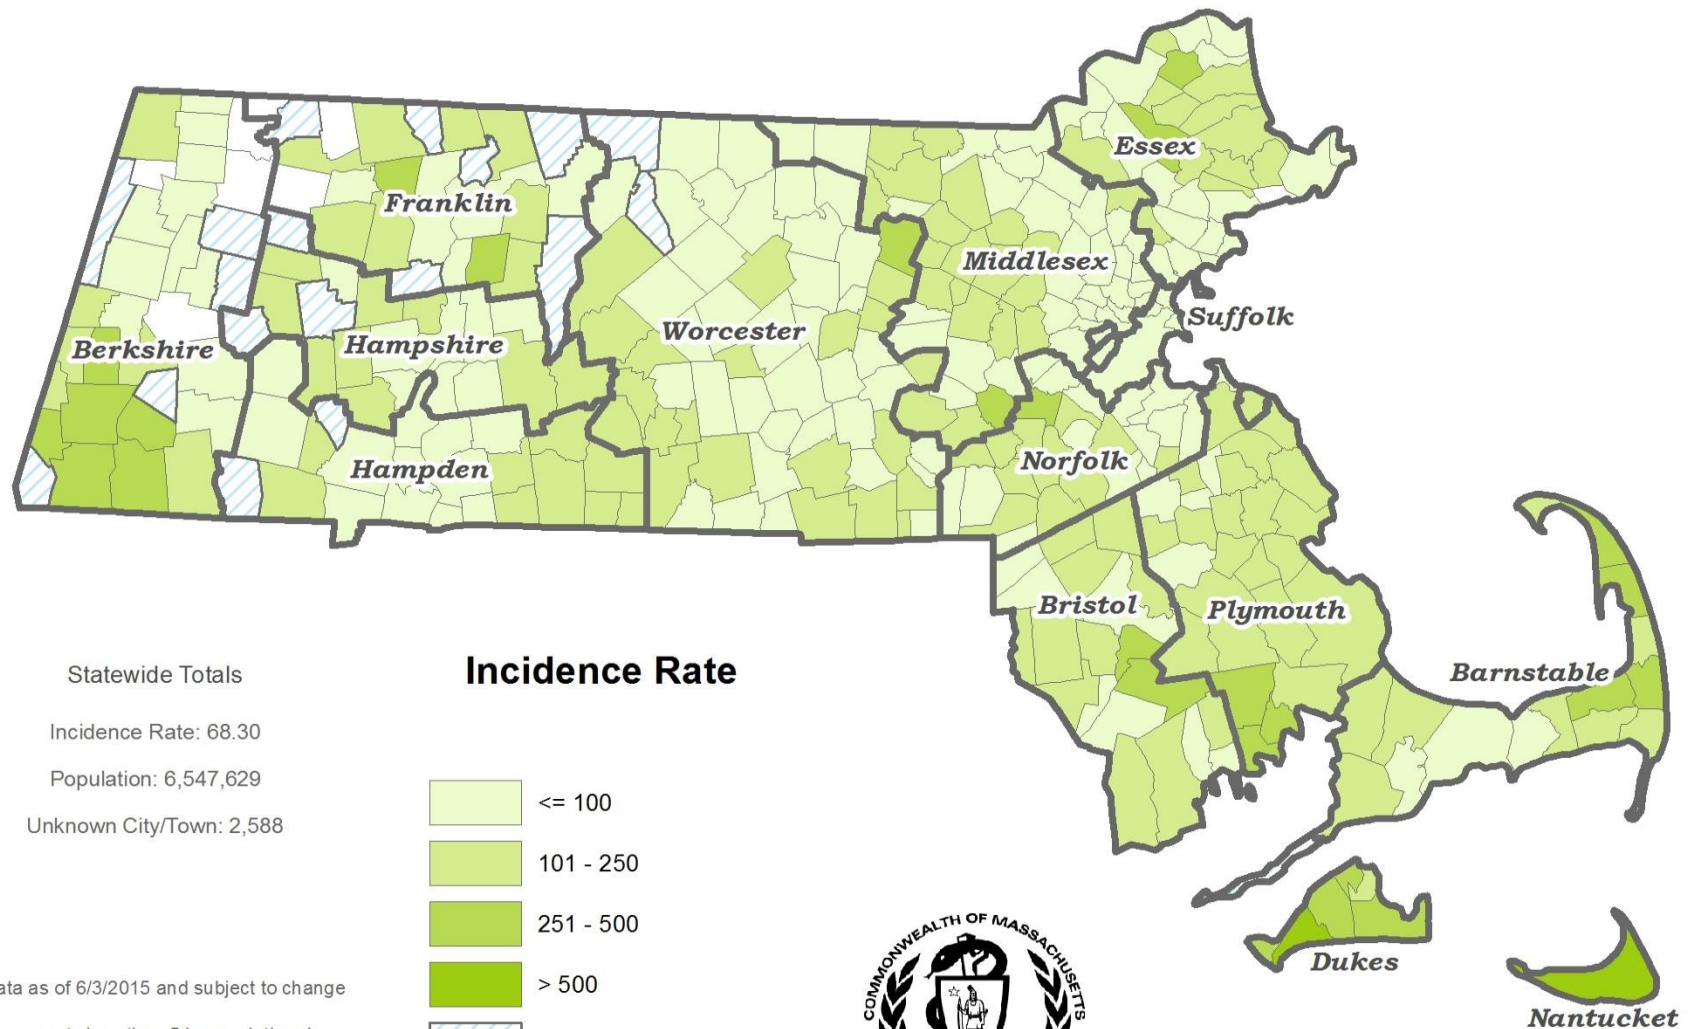 Essex
Franklin
Middlesex
Suffolk
Worcester
Berkshire
Hampshire
Norfolk
Hampden
Bristol
Plymouth
Barnstable
Dukes
Nantucket
Statewide Totals
Incidence Rate: 68.30
Population: 6,547,629
Unknown City/Town: 2,588
Incidence Rate
<= 100
101 - 250
251 - 500
> 500
as of 6/3/2015 and subject to change
COMMONWEALTH OF MASSACHUSETTS